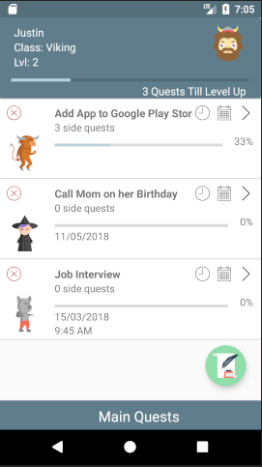 7:05
Justin
Class: Viking
Lvl: 2
3 Quests Till Level Up
Add App to Google Play Stor
3 side quests
33%
Call Mom on her Birthday
0 side quests
0%
11/05/2018
Job Interview
0 side quests
0%
15/03/2018
9:45 AM
Main Quests